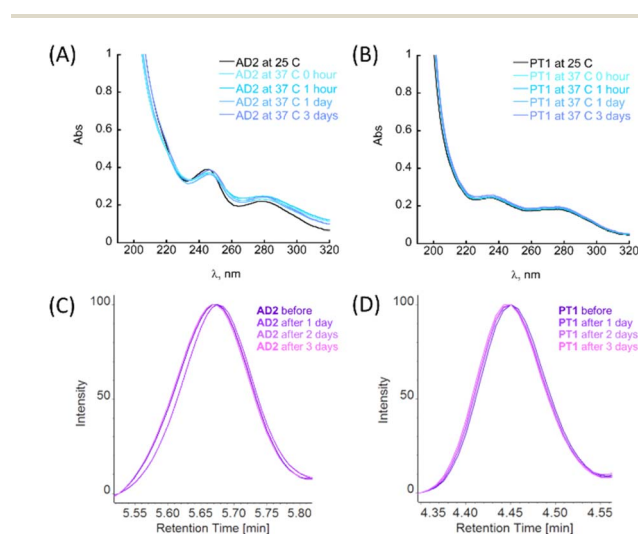 (A)
AD2 at 25 C
AD2 at 37 C 0 hour
AD2 at 37 C 1 hour
AD2 at 37 C 1 day
AD2 at 37 C 3 days
1
0.8
0.6
0.4
0.2
0
Abs
200 220 240 260 280 300 320
λ, nm
(B)
PT1 at 25 C
PT1 at 37 C 0 hour
PT1 at 37 C 1 hour
PT1 at 37 C 1 day
PT1 at 37 C 3 days
1
0.8
0.6
0.4
0.2
0
Abs
200 220 240 260 280 300 320
λ, nm
(C)
AD2 before
AD2 after 1 day
AD2 after 2 days
AD2 after 3 days
100
50
0
Intensity
5.55 5.60 5.65 5.70 5.75 5.80
Retention Time [min]
(D)
PT1 before
PT1 after 1 day
PT1 after 2 days
PT1 after 3 days
100
50
0
Intensity
4.35 4.40 4.45 4.50 4.55
Retention Time [min]